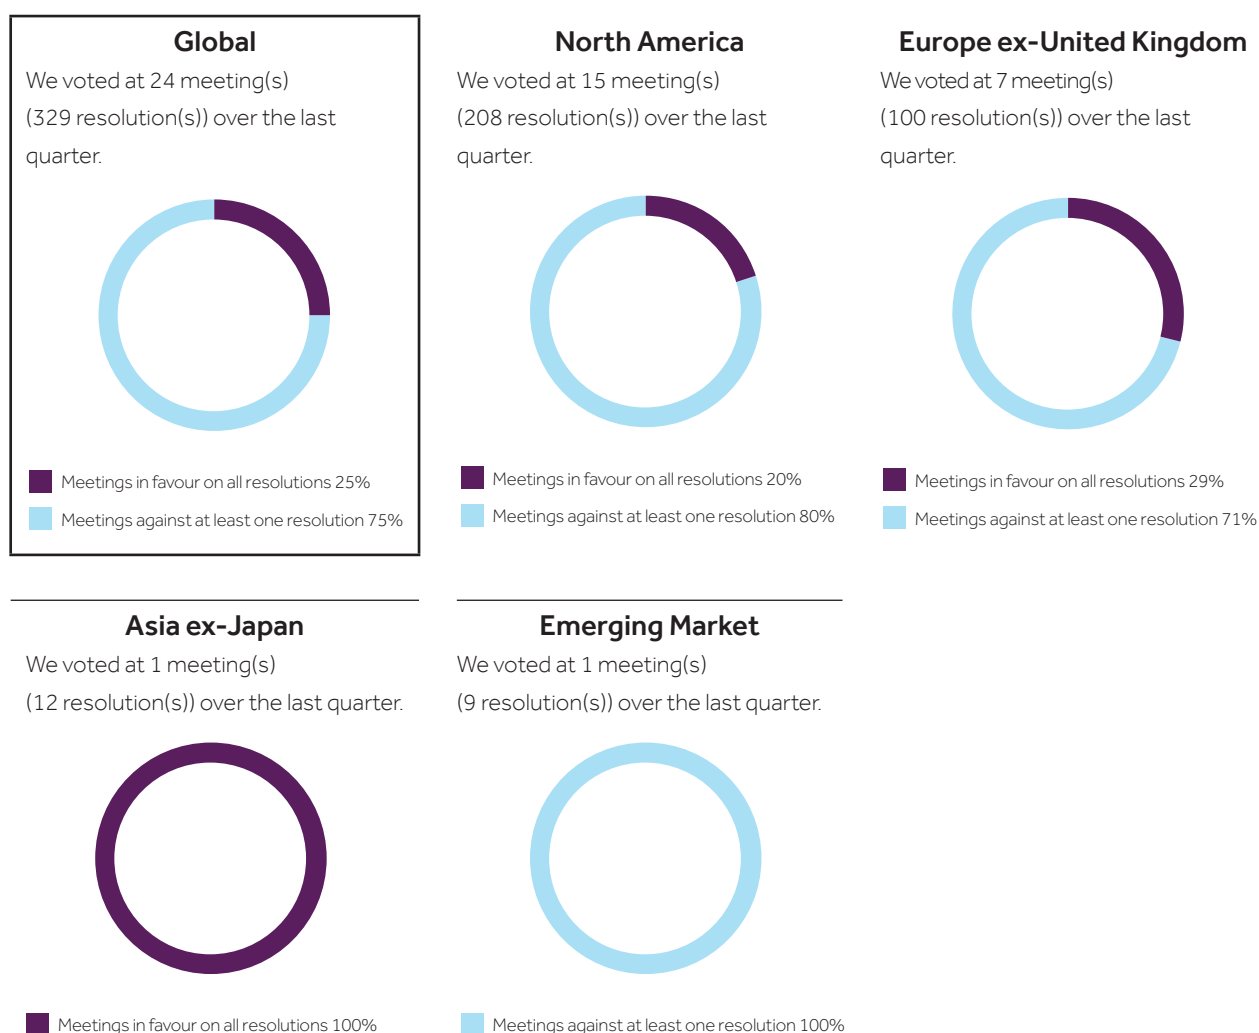 Global
We voted at 24 meeting(s)
(329 resolution(s)) over the last
quarter.
Meetings in favour on all resolutions 25%
Meetings against at least one resolution 75%
North America
We voted at 15 meeting(s)
(208 resolution(s)) over the last
quarter.
Meetings in favour on all resolutions 20%
Meetings against at least one resolution 80%
Europe ex-United Kingdom
We voted at 7 meeting(s)
(100 resolution(s)) over the last
quarter.
Meetings in favour on all resolutions 29%
Meetings against at least one resolution 71%
Asia ex-Japan
We voted at 1 meeting(s)
(12 resolution(s)) over the last quarter.
Meetings in favour on all resolutions 100%
Emerging Market
We voted at 1 meeting(s)
(9 resolution(s)) over the last quarter.
Meetings against at least one resolution 100%